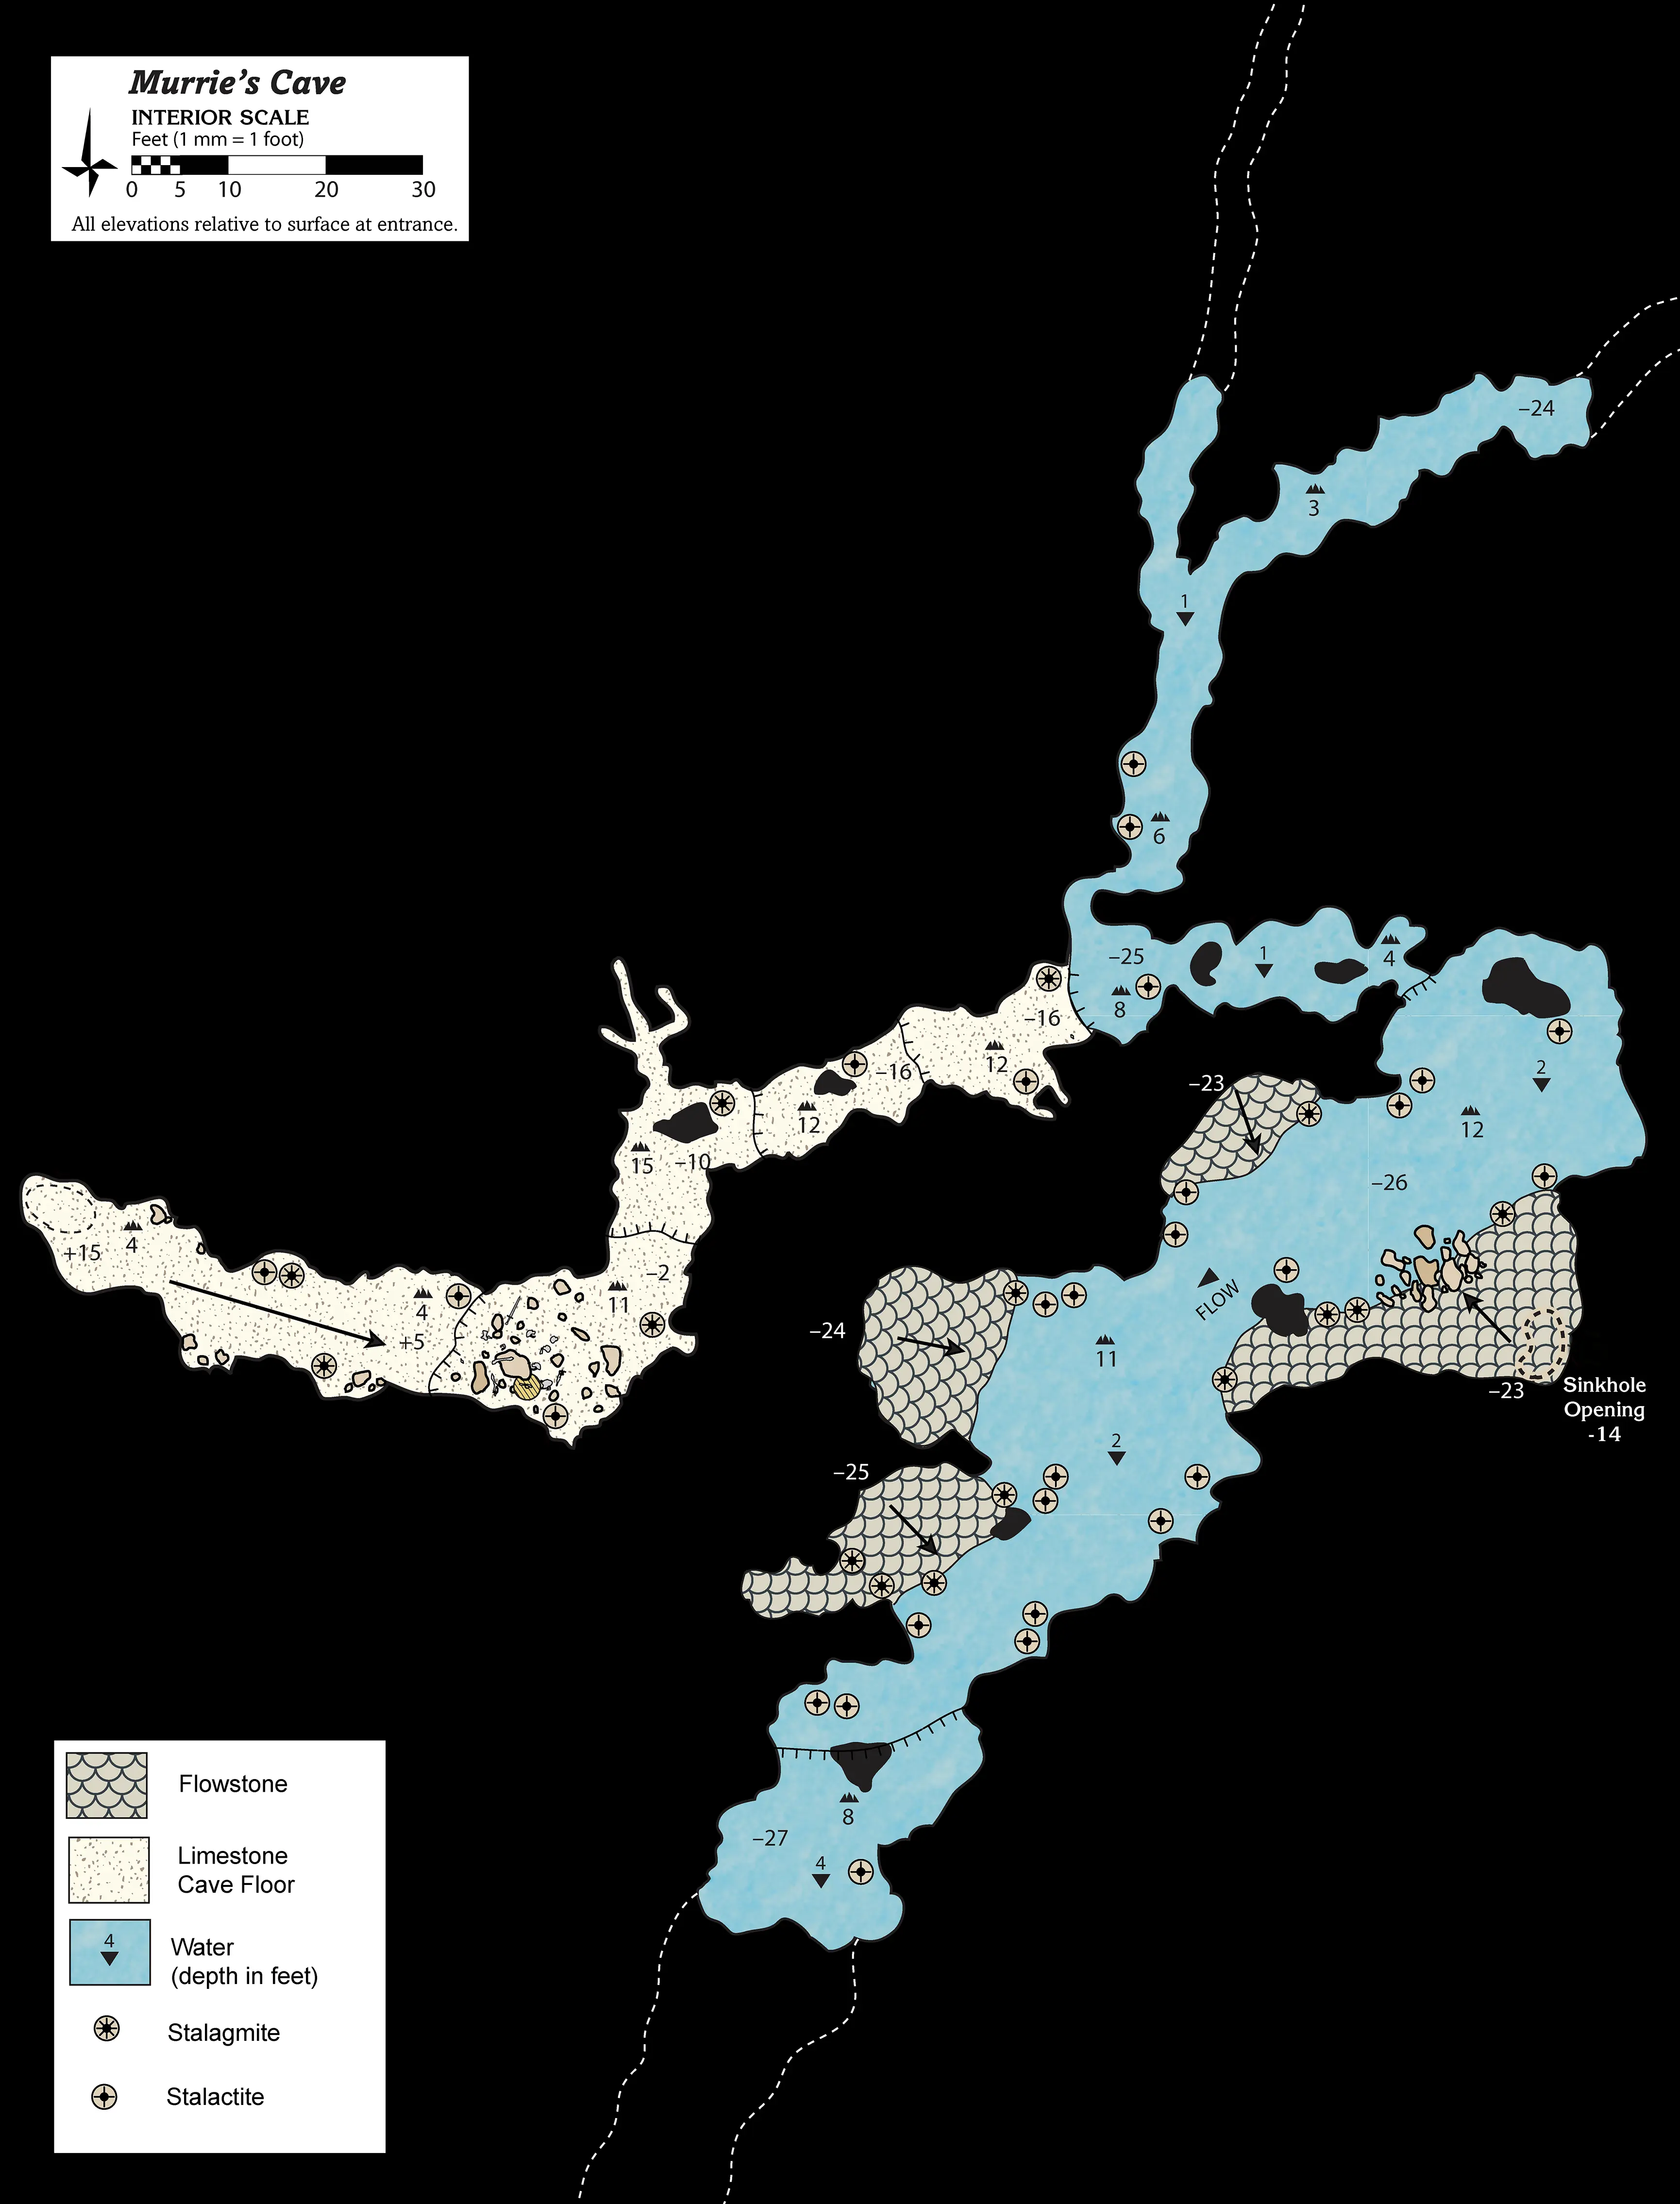 Murrie's Cave
INTERIOR SCALE
Feet (1 mm = 1 foot)
0 5 10 20 30
All elevations relative to surface at entrance.
–24
3
1
6
–25
1
4
8
–16
12
–16
12
15
–10
–23
2
12
–26
+15
4
–2
11
4
+5
FLOW
–24
11
–23
Sinkhole
Opening
-14
2
–25
8
–27
4
Flowstone
Limestone
Cave Floor
4
Water
(depth in feet)
Stalagmite
Stalactite